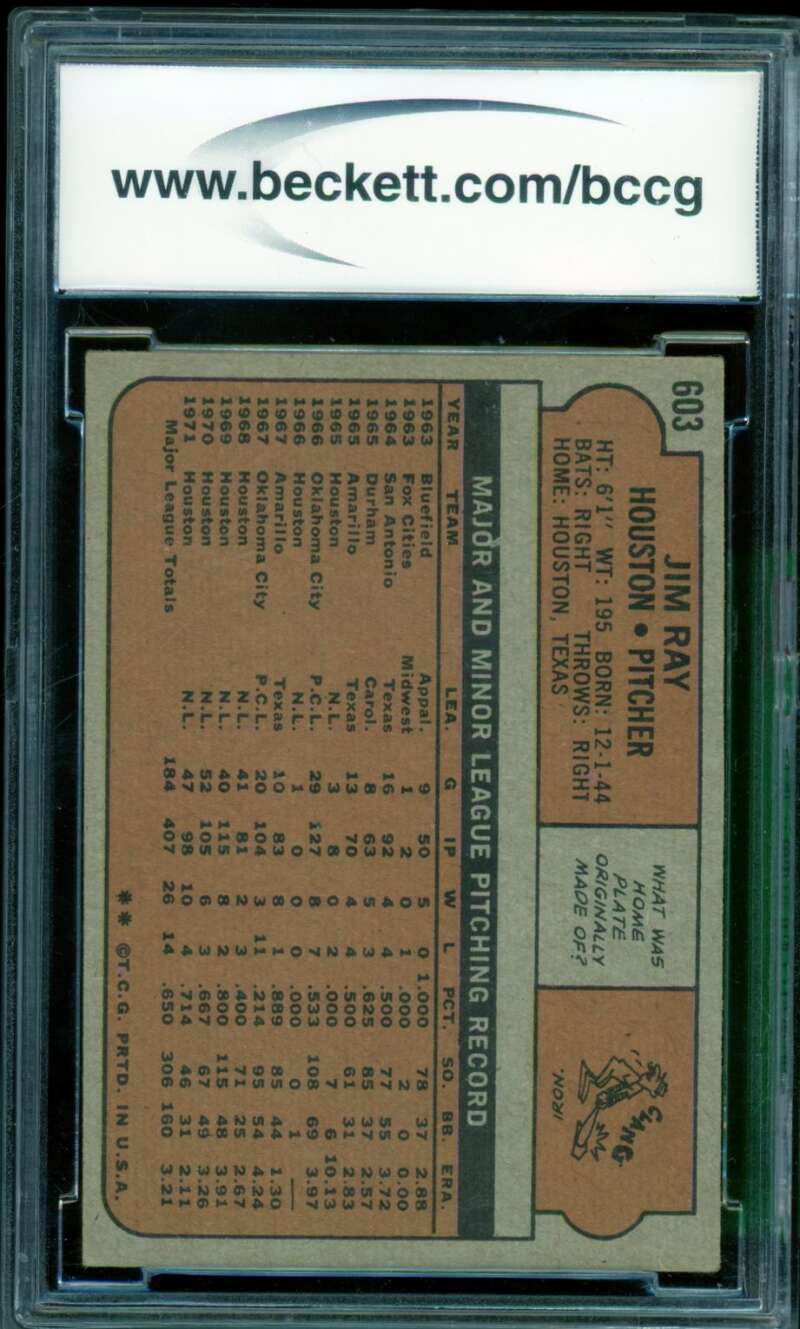 www.beckett.com/bccg
603
JIM RAY
HOUSTON • PITCHER
HT: 6'1" WT: 195 BORN: 12-1-44
BATS: RIGHT THROWS: RIGHT
HOME: HOUSTON, TEXAS
WHAT WAS
HOME
PLATE
ORIGINALLY
MADE OF?
CLANG
IRON.
MAJOR AND MINOR LEAGUE PITCHING RECORD
YEAR TEAM LEA. G IP W L PCT. SO. BB. ERA.
1963 Bluefield Appal. 9 50 5 0 1.000 78 37 2.88
1963 Fox Cities Midwest 1 2 0 1 .000 2 0 0.00
1964 San Antonio Texas 16 92 4 4 .500 77 55 3.72
1965 Durham Carol. 8 63 5 3 .625 85 37 2.57
1965 Amarillo Texas 13 70 4 4 .500 61 31 2.83
1965 Houston N.L. 3 8 0 2 .000 7 6 10.13
1966 Oklahoma City P.C.L. 29 127 8 7 .533 108 69 3.97
1966 Houston N.L. 1 0 0 0 .000 0 1 —
1967 Amarillo Texas 10 83 8 1 .889 85 44 1.30
1967 Oklahoma City P.C.L. 20 104 3 11 .214 95 54 4.24
1968 Houston N.L. 41 81 2 3 .400 71 25 2.67
1969 Houston N.L. 40 115 8 2 .800 115 48 3.91
1970 Houston N.L. 52 105 6 3 .667 67 49 3.26
1971 Houston N.L. 47 98 10 4 .714 46 31 2.11
Major League Totals 184 407 26 14 .650 306 160 3.21
** ©T.C.G. PRTD. IN U.S.A.